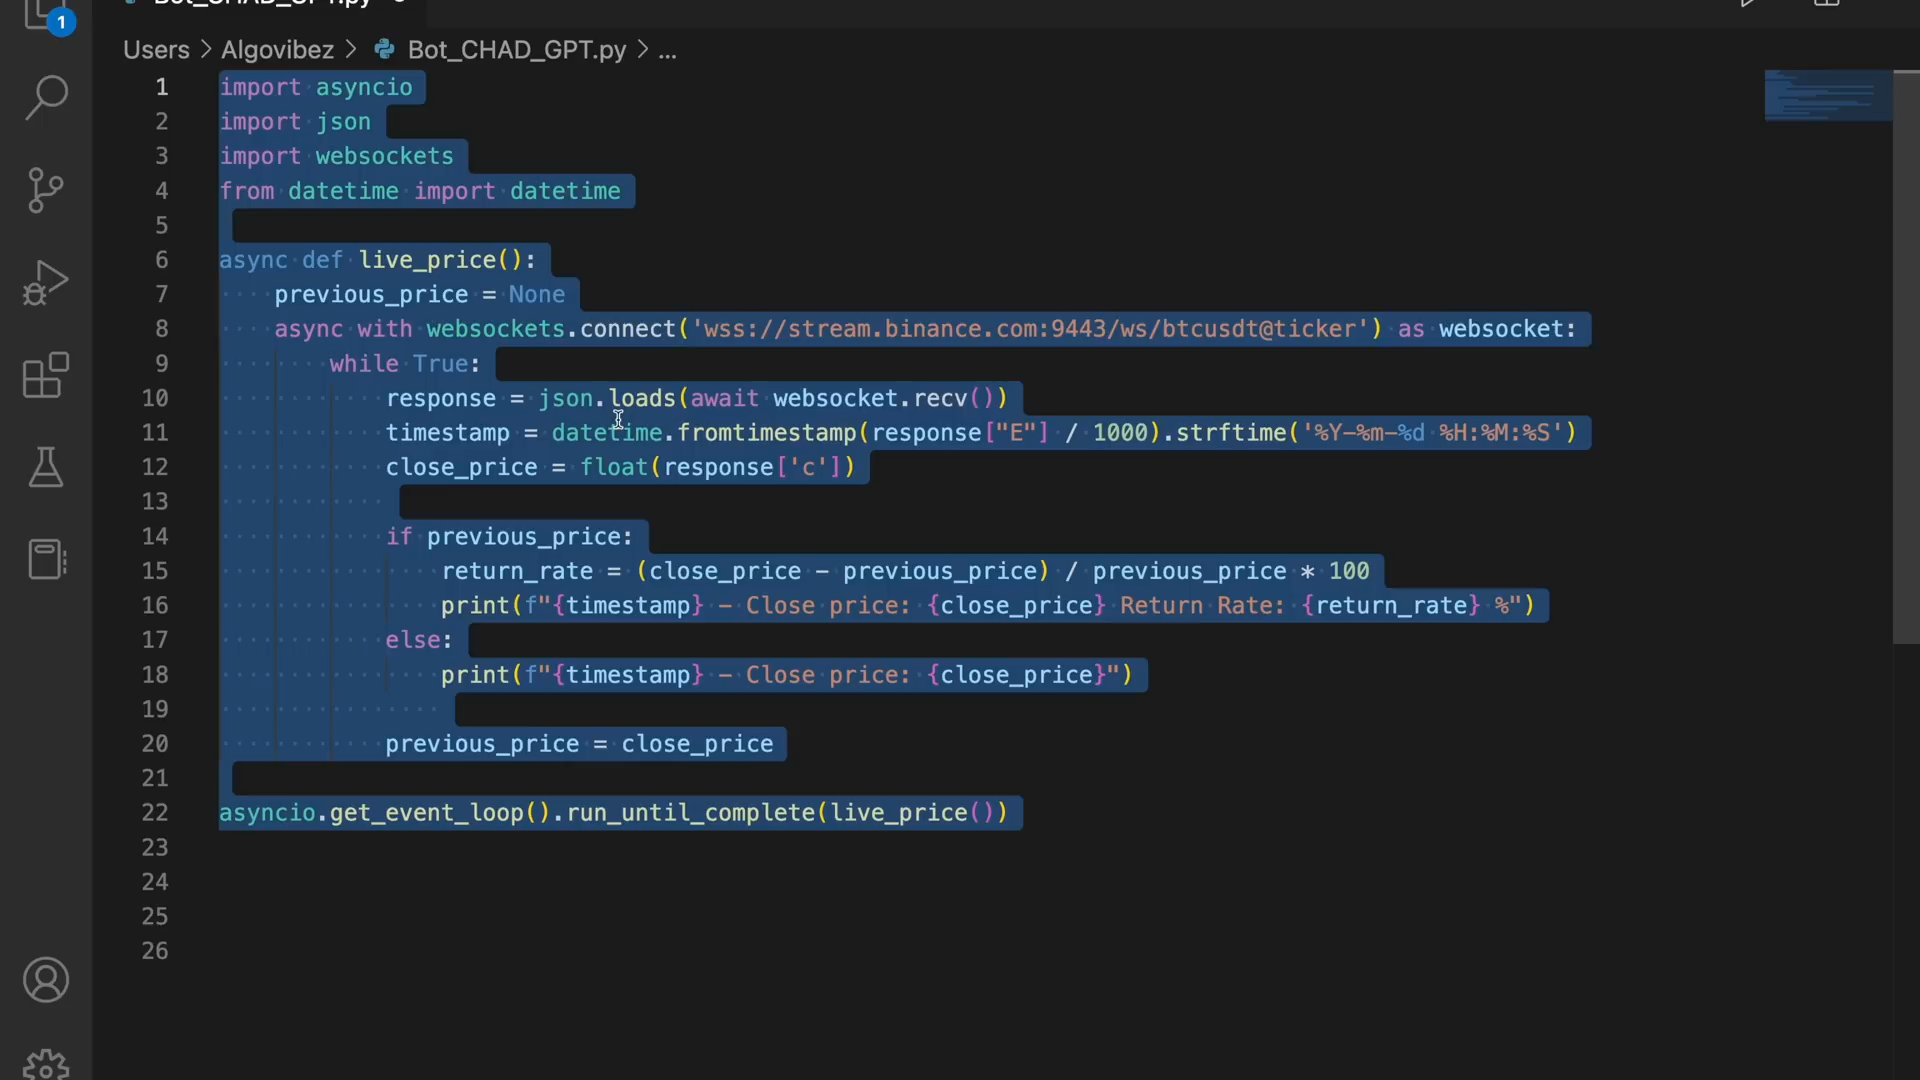 Bot_CHAD_GPT.py
1
Users > Algovibez > Bot_CHAD_GPT.py > ...
1 import asyncio
2 import json
3 import websockets
4 from datetime import datetime
5
6 async def live_price():
7     previous_price = None
8     async with websockets.connect('wss://stream.binance.com:9443/ws/btcusdt@ticker') as websocket:
9         while True:
10             response = json.loads(await websocket.recv())
11             timestamp = datetime.fromtimestamp(response["E"] / 1000).strftime('%Y-%m-%d %H:%M:%S')
12             close_price = float(response['c'])
13
14             if previous_price:
15                 return_rate = (close_price - previous_price) / previous_price * 100
16                 print(f"{timestamp} - Close price: {close_price} Return Rate: {return_rate} %")
17             else:
18                 print(f"{timestamp} - Close price: {close_price}")
19
20             previous_price = close_price
21
22 asyncio.get_event_loop().run_until_complete(live_price())
23
24
25
26